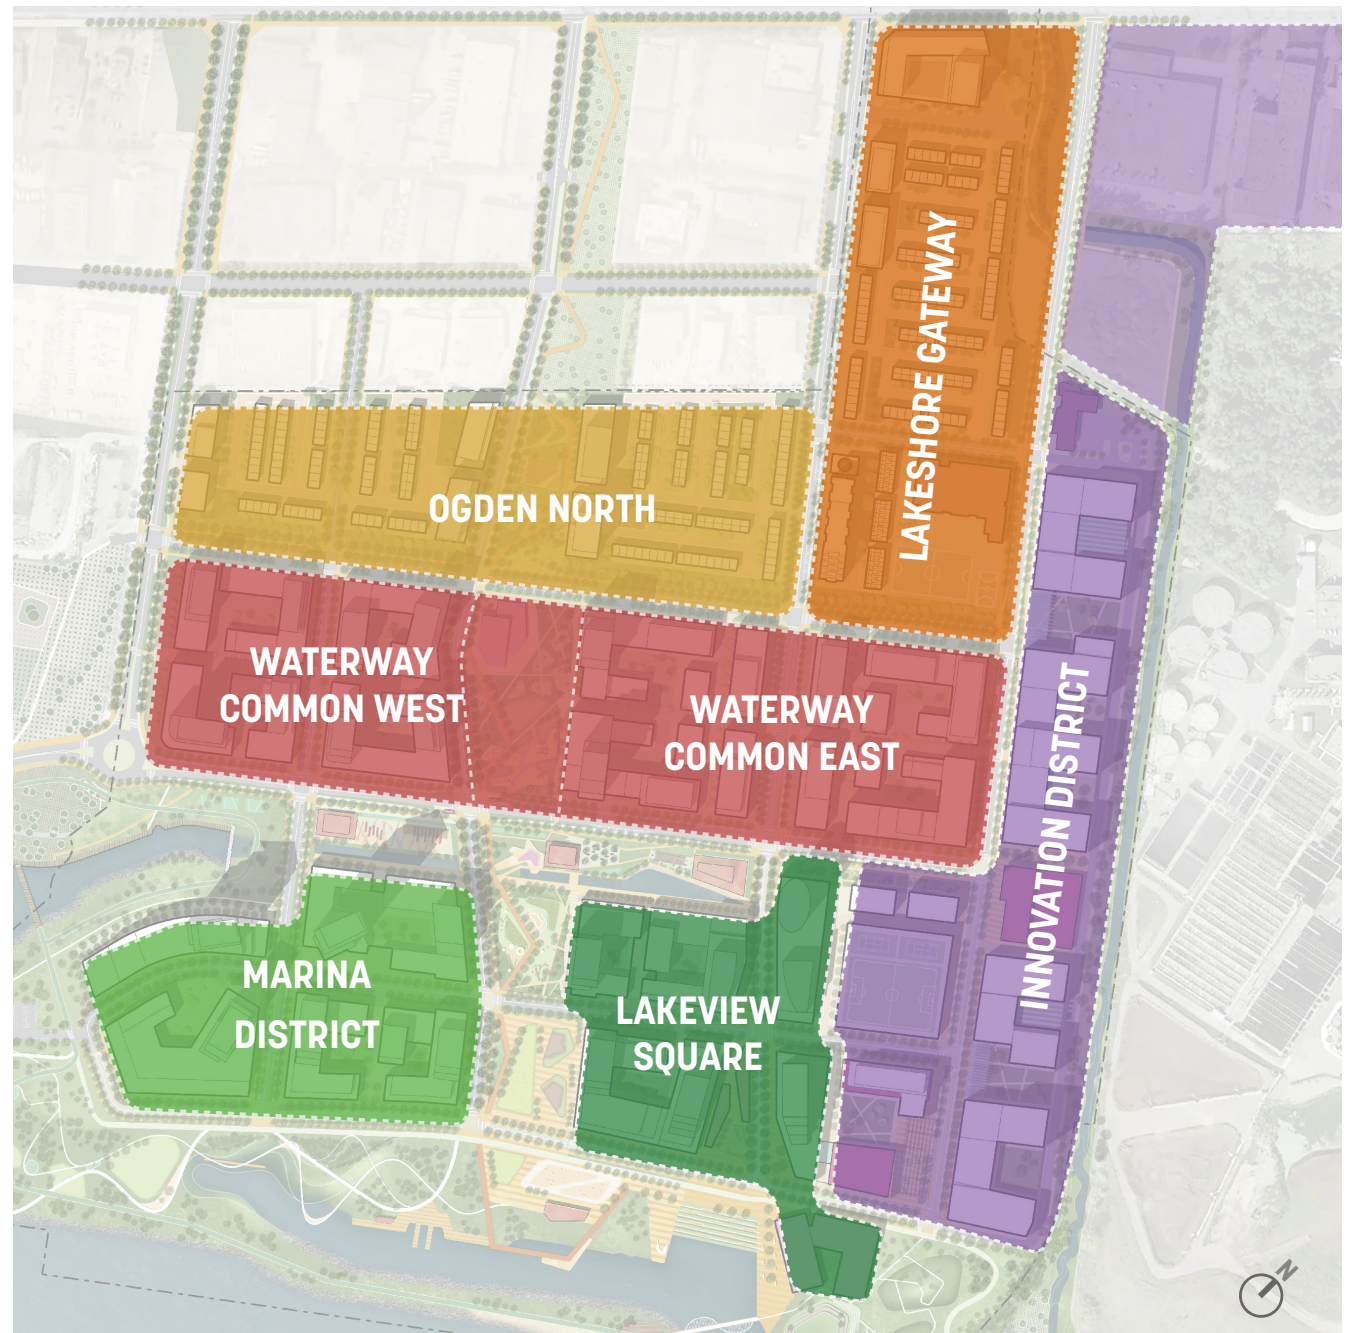 LAKESHORE GATEWAY
OGDEN NORTH
WATERWAY
COMMON WEST
WATERWAY
COMMON EAST
INNOVATION DISTRICT
MARINA
DISTRICT
LAKEVIEW
SQUARE
N